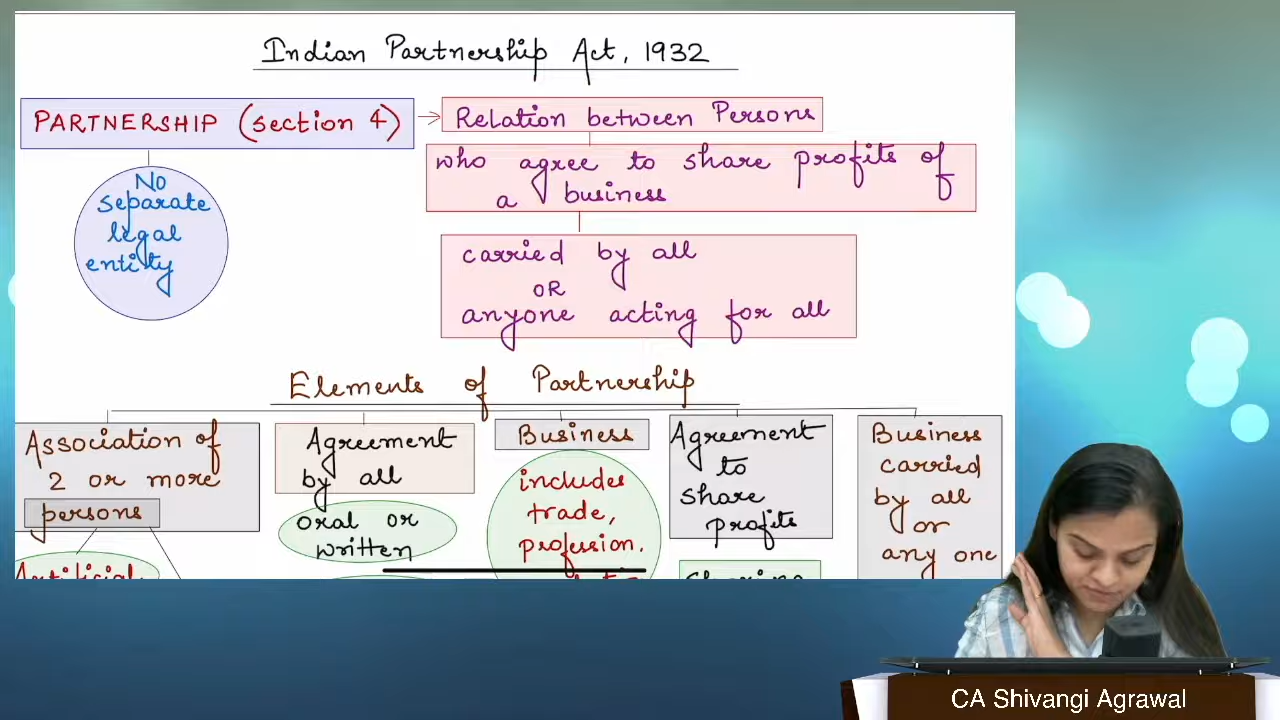 Indian Partnership Act, 1932
PARTNERSHIP (section 4)
Relation between Persons
who agree to share profits of
a business
No
separate
legal
entity
carried by all
OR
anyone acting for all
Elements of Partnership
Association of
2 or more
persons
Artificial
Agreement
by all
oral or
written
Business
includes
trade,
profession.
Agreement
to
share
profits
sharing
Business
carried
by all
or
any one
CA Shivangi Agrawal